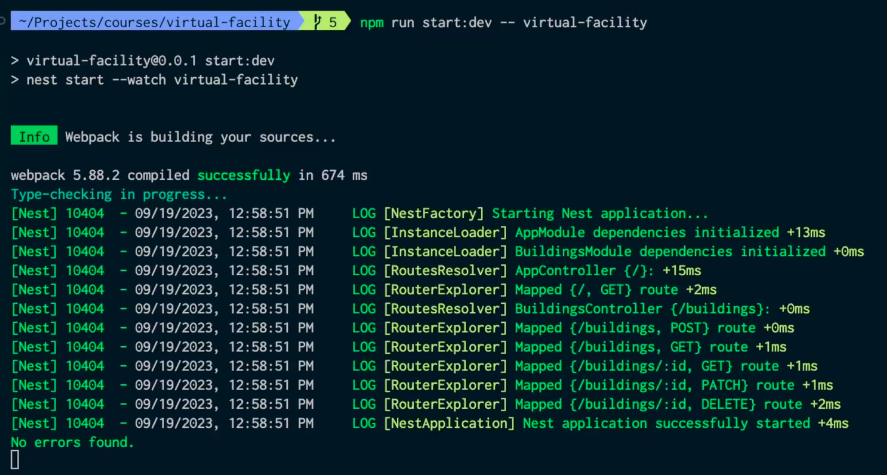 ~/Projects/courses/virtual-facility 5 npm run start:dev -- virtual-facility
> virtual-facility@0.0.1 start:dev
> nest start --watch virtual-facility
Info Webpack is building your sources...
webpack 5.88.2 compiled successfully in 674 ms
Type-checking in progress...
[Nest] 10404  - 09/19/2023, 12:58:51 PM     LOG [NestFactory] Starting Nest application...
[Nest] 10404  - 09/19/2023, 12:58:51 PM     LOG [InstanceLoader] AppModule dependencies initialized +13ms
[Nest] 10404  - 09/19/2023, 12:58:51 PM     LOG [InstanceLoader] BuildingsModule dependencies initialized +0ms
[Nest] 10404  - 09/19/2023, 12:58:51 PM     LOG [RoutesResolver] AppController {/}: +15ms
[Nest] 10404  - 09/19/2023, 12:58:51 PM     LOG [RouterExplorer] Mapped {/, GET} route +2ms
[Nest] 10404  - 09/19/2023, 12:58:51 PM     LOG [RoutesResolver] BuildingsController {/buildings}: +0ms
[Nest] 10404  - 09/19/2023, 12:58:51 PM     LOG [RouterExplorer] Mapped {/buildings, POST} route +0ms
[Nest] 10404  - 09/19/2023, 12:58:51 PM     LOG [RouterExplorer] Mapped {/buildings, GET} route +1ms
[Nest] 10404  - 09/19/2023, 12:58:51 PM     LOG [RouterExplorer] Mapped {/buildings/:id, GET} route +1ms
[Nest] 10404  - 09/19/2023, 12:58:51 PM     LOG [RouterExplorer] Mapped {/buildings/:id, PATCH} route +1ms
[Nest] 10404  - 09/19/2023, 12:58:51 PM     LOG [RouterExplorer] Mapped {/buildings/:id, DELETE} route +2ms
[Nest] 10404  - 09/19/2023, 12:58:51 PM     LOG [NestApplication] Nest application successfully started +4ms
No errors found.